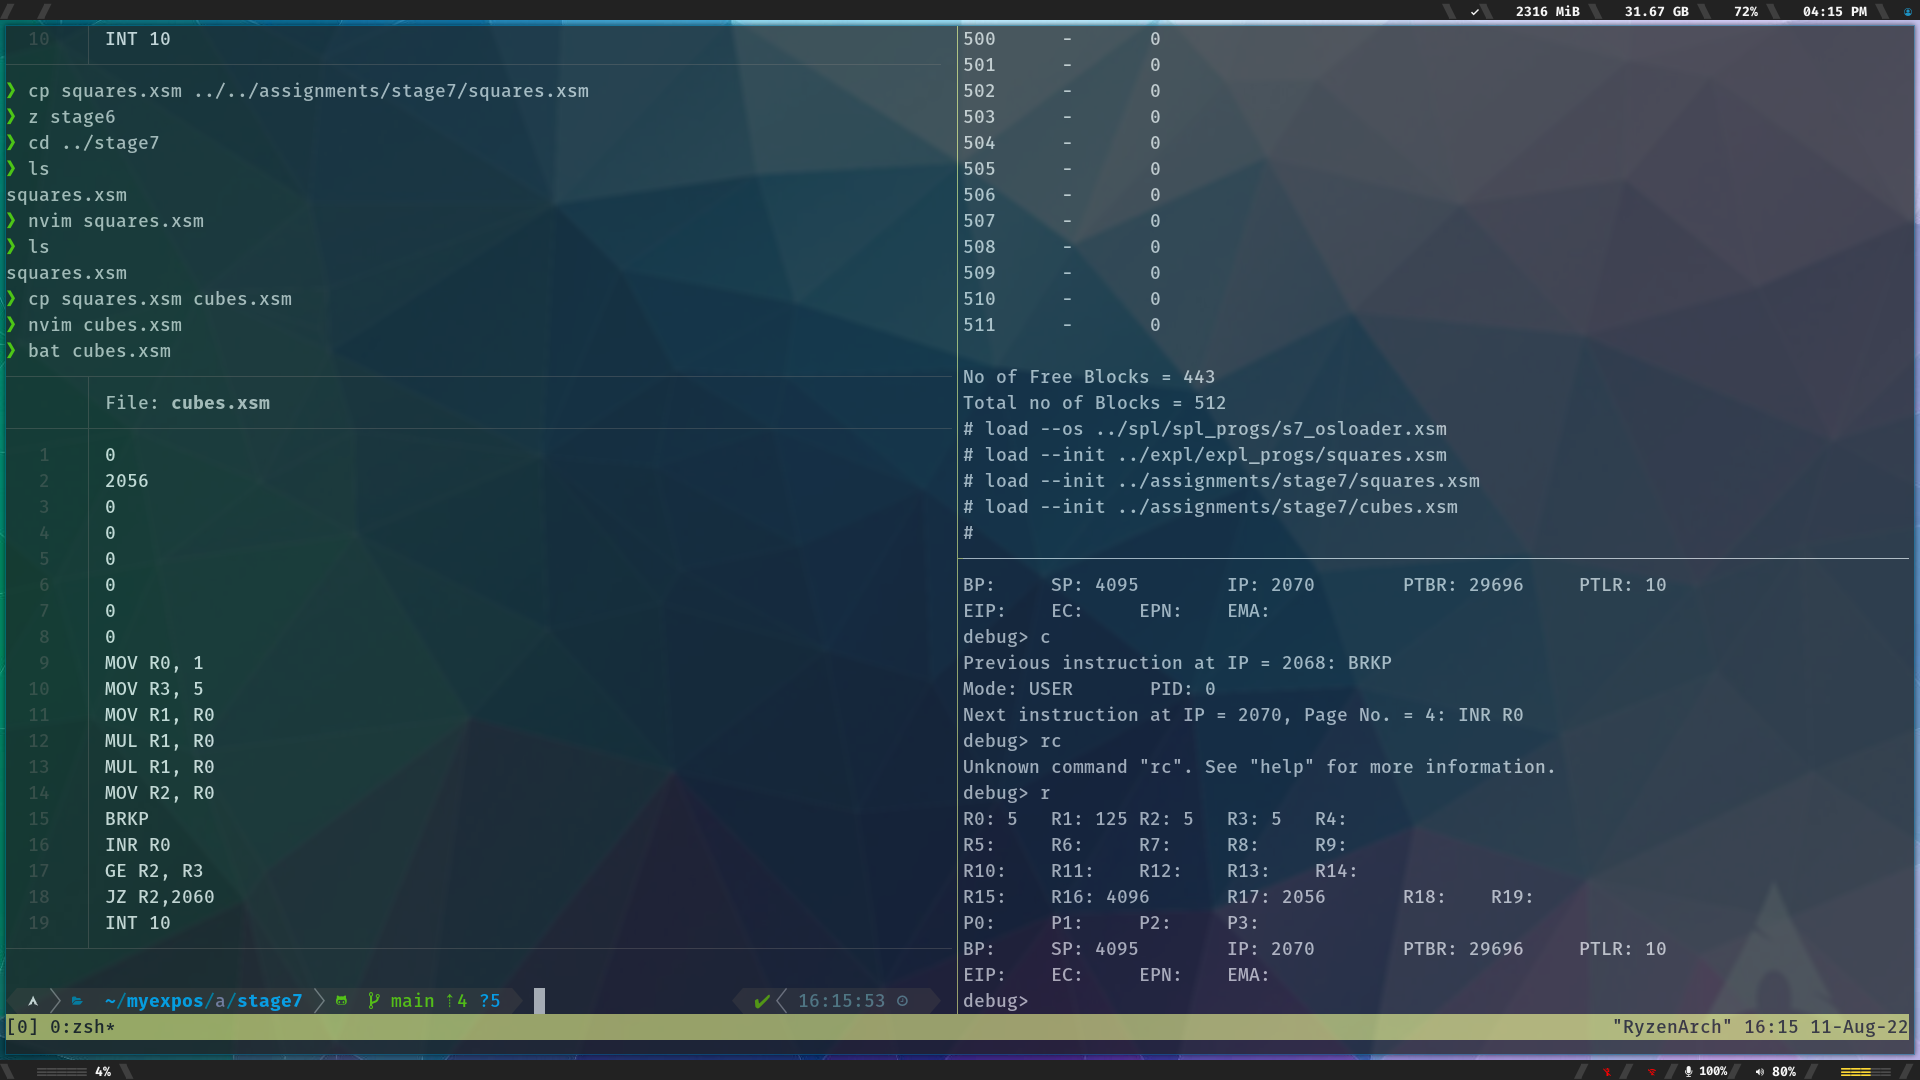 2316 MiB 31.67 GB 72% 04:15 PM
10 INT 10
❯ cp squares.xsm ../../assignments/stage7/squares.xsm
❯ z stage6
❯ cd ../stage7
❯ ls
squares.xsm
❯ nvim squares.xsm
❯ ls
squares.xsm
❯ cp squares.xsm cubes.xsm
❯ nvim cubes.xsm
❯ bat cubes.xsm
File: cubes.xsm
1 0
2 2056
3 0
4 0
5 0
6 0
7 0
8 0
9 MOV R0, 1
10 MOV R3, 5
11 MOV R1, R0
12 MUL R1, R0
13 MUL R1, R0
14 MOV R2, R0
15 BRKP
16 INR R0
17 GE R2, R3
18 JZ R2,2060
19 INT 10
~/myexpos/a/stage7 main ⇡4 ?5 16:15:53
500 - 0
501 - 0
502 - 0
503 - 0
504 - 0
505 - 0
506 - 0
507 - 0
508 - 0
509 - 0
510 - 0
511 - 0
No of Free Blocks = 443
Total no of Blocks = 512
# load --os ../spl/spl_progs/s7_osloader.xsm
# load --init ../expl/expl_progs/squares.xsm
# load --init ../assignments/stage7/squares.xsm
# load --init ../assignments/stage7/cubes.xsm
#
BP: SP: 4095 IP: 2070 PTBR: 29696 PTLR: 10
EIP: EC: EPN: EMA:
debug> c
Previous instruction at IP = 2068: BRKP
Mode: USER PID: 0
Next instruction at IP = 2070, Page No. = 4: INR R0
debug> rc
Unknown command "rc". See "help" for more information.
debug> r
R0: 5 R1: 125 R2: 5 R3: 5 R4:
R5: R6: R7: R8: R9:
R10: R11: R12: R13: R14:
R15: R16: 4096 R17: 2056 R18: R19:
P0: P1: P2: P3:
BP: SP: 4095 IP: 2070 PTBR: 29696 PTLR: 10
EIP: EC: EPN: EMA:
debug>
[0] 0:zsh* "RyzenArch" 16:15 11-Aug-22
4% 100% 80%